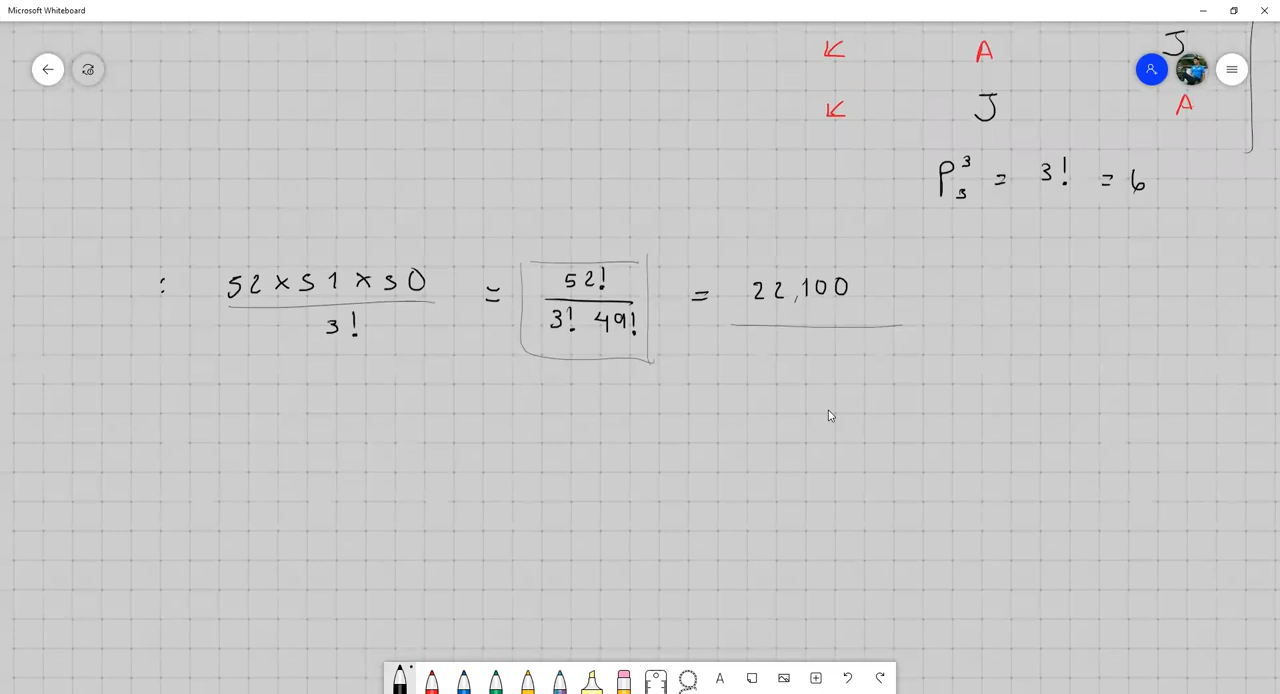 Microsoft Whiteboard
K A J
K J A
P³₃ = 3! = 6
: 52 × 51 × 50 / 3! = 52! / 3! 49! = 22,100
A